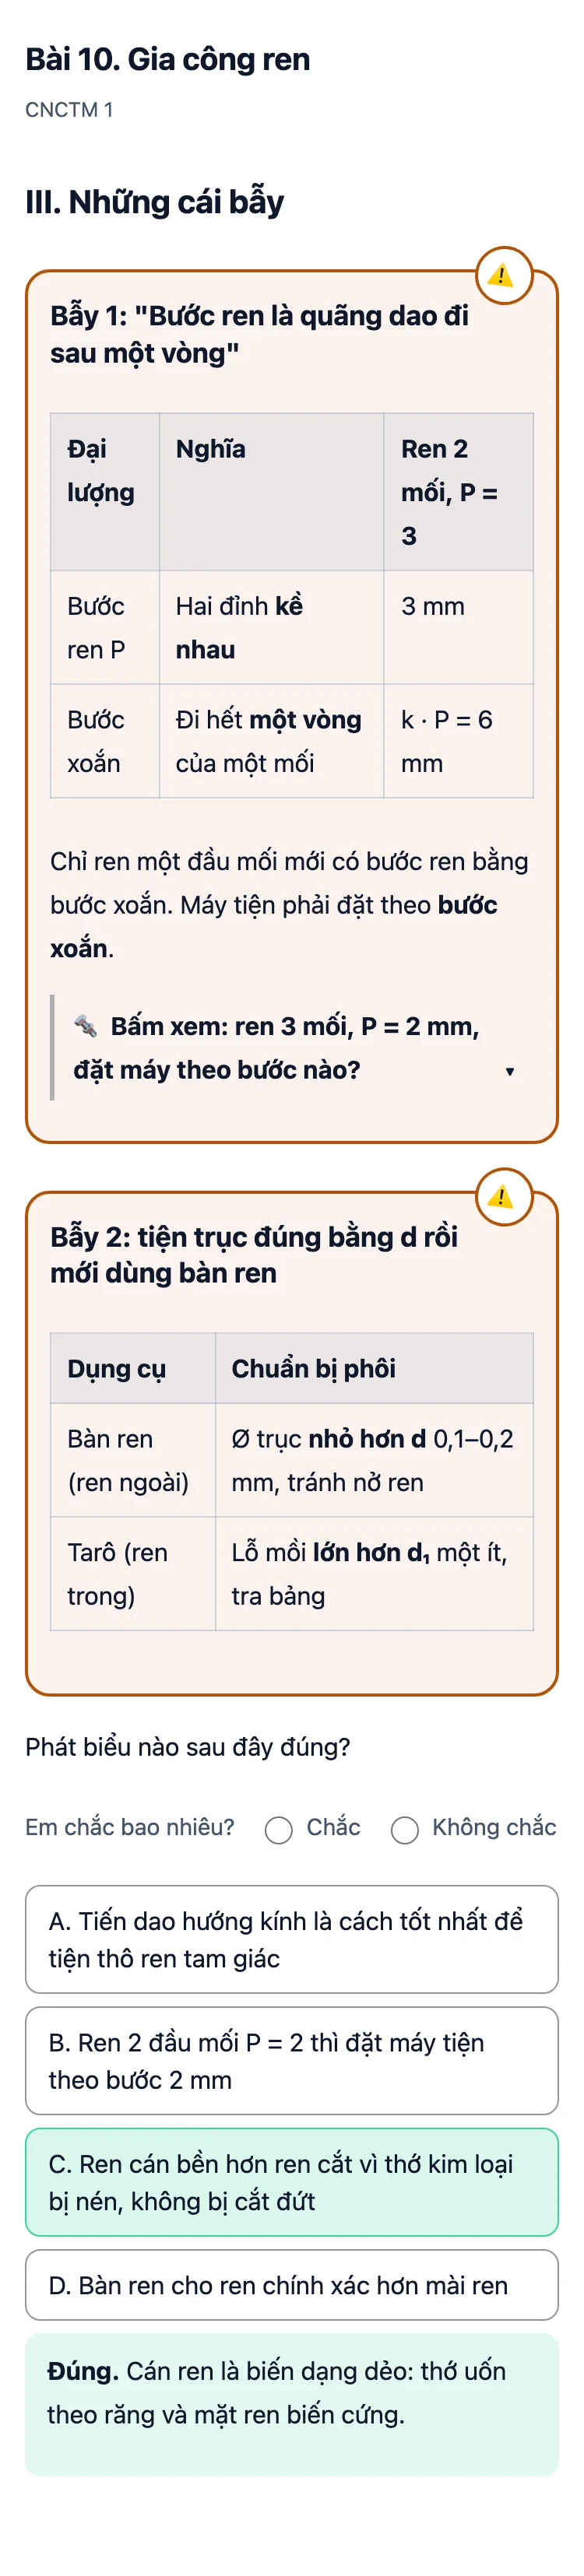 Bài 10. Gia công ren
CNCTM 1
III. Những cái bẫy
Bẫy 1: "Bước ren là quãng dao đi
sau một vòng"
Đại lượng | Nghĩa | Ren 2 mối, P = 3
Bước ren P | Hai đỉnh kề nhau | 3 mm
Bước xoắn | Đi hết một vòng của một mối | k · P = 6 mm
Chỉ ren một đầu mối mới có bước ren bằng
bước xoắn. Máy tiện phải đặt theo bước
xoắn.
🔩 Bấm xem: ren 3 mối, P = 2 mm,
đặt máy theo bước nào? ▼
Bẫy 2: tiện trục đúng bằng d rồi
mới dùng bàn ren
Dụng cụ | Chuẩn bị phôi
Bàn ren (ren ngoài) | Ø trục nhỏ hơn d 0,1–0,2 mm, tránh nở ren
Tarô (ren trong) | Lỗ mồi lớn hơn d₁ một ít, tra bảng
Phát biểu nào sau đây đúng?
Em chắc bao nhiêu? Chắc Không chắc
A. Tiến dao hướng kính là cách tốt nhất để
tiện thô ren tam giác
B. Ren 2 đầu mối P = 2 thì đặt máy tiện
theo bước 2 mm
C. Ren cán bền hơn ren cắt vì thớ kim loại
bị nén, không bị cắt đứt
D. Bàn ren cho ren chính xác hơn mài ren
Đúng. Cán ren là biến dạng dẻo: thớ uốn
theo răng và mặt ren biến cứng.